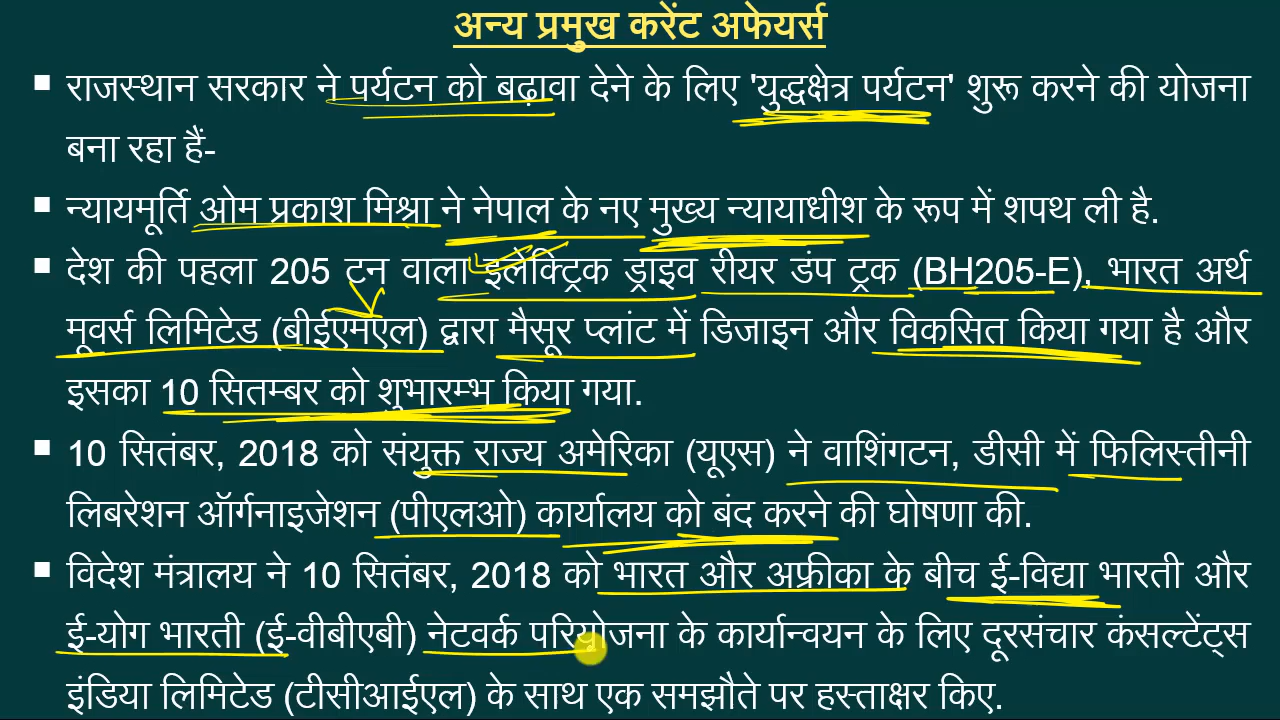 अन्य प्रमुख करेंट अफेयर्स
▪ राजस्थान सरकार ने पर्यटन को बढ़ावा देने के लिए 'युद्धक्षेत्र पर्यटन' शुरू करने की योजना
बना रहा हैं-
▪ न्यायमूर्ति ओम प्रकाश मिश्रा ने नेपाल के नए मुख्य न्यायाधीश के रूप में शपथ ली है.
▪ देश की पहला 205 टन वाला इलेक्ट्रिक ड्राइव रीयर डंप ट्रक (BH205-E), भारत अर्थ
मूवर्स लिमिटेड (बीईएमएल) द्वारा मैसूर प्लांट में डिजाइन और विकसित किया गया है और
इसका 10 सितम्बर को शुभारम्भ किया गया.
▪ 10 सितंबर, 2018 को संयुक्त राज्य अमेरिका (यूएस) ने वाशिंगटन, डीसी में फिलिस्तीनी
लिबरेशन ऑर्गनाइजेशन (पीएलओ) कार्यालय को बंद करने की घोषणा की.
▪ विदेश मंत्रालय ने 10 सितंबर, 2018 को भारत और अफ्रीका के बीच ई-विद्या भारती और
ई-योग भारती (ई-वीबीएबी) नेटवर्क परियोजना के कार्यान्वयन के लिए दूरसंचार कंसल्टेंट्स
इंडिया लिमिटेड (टीसीआईएल) के साथ एक समझौते पर हस्ताक्षर किए.